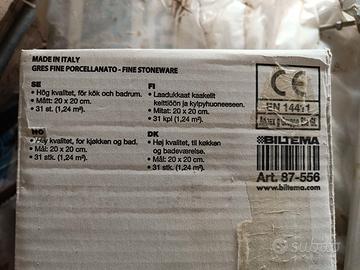 MADE IN ITALY
GRES FINE PORCELLANATO - FINE STONEWARE
SE
• Hög kvalitet, för kök och badrum.
• Mått: 20 x 20 cm.
• 31 st. (1,24 m²).
FI
• Laadukkaat kaakelit
keittiöön ja kylpyhuoneeseen.
• Mitat: 20 x 20 cm.
• 31 kpl (1,24 m²).
NO
• Høy kvalitet, for kjøkken og bad.
• Mål: 20 x 20 cm.
• 31 stk. (1,24 m²).
DK
• Høj kvalitet, til køkken
og badeværelse.
• Mål: 20 x 20 cm.
• 31 stk. (1,24 m²).
CE
EN 14411
BILTEMA
Art. 87-556
www.biltema.com
subito